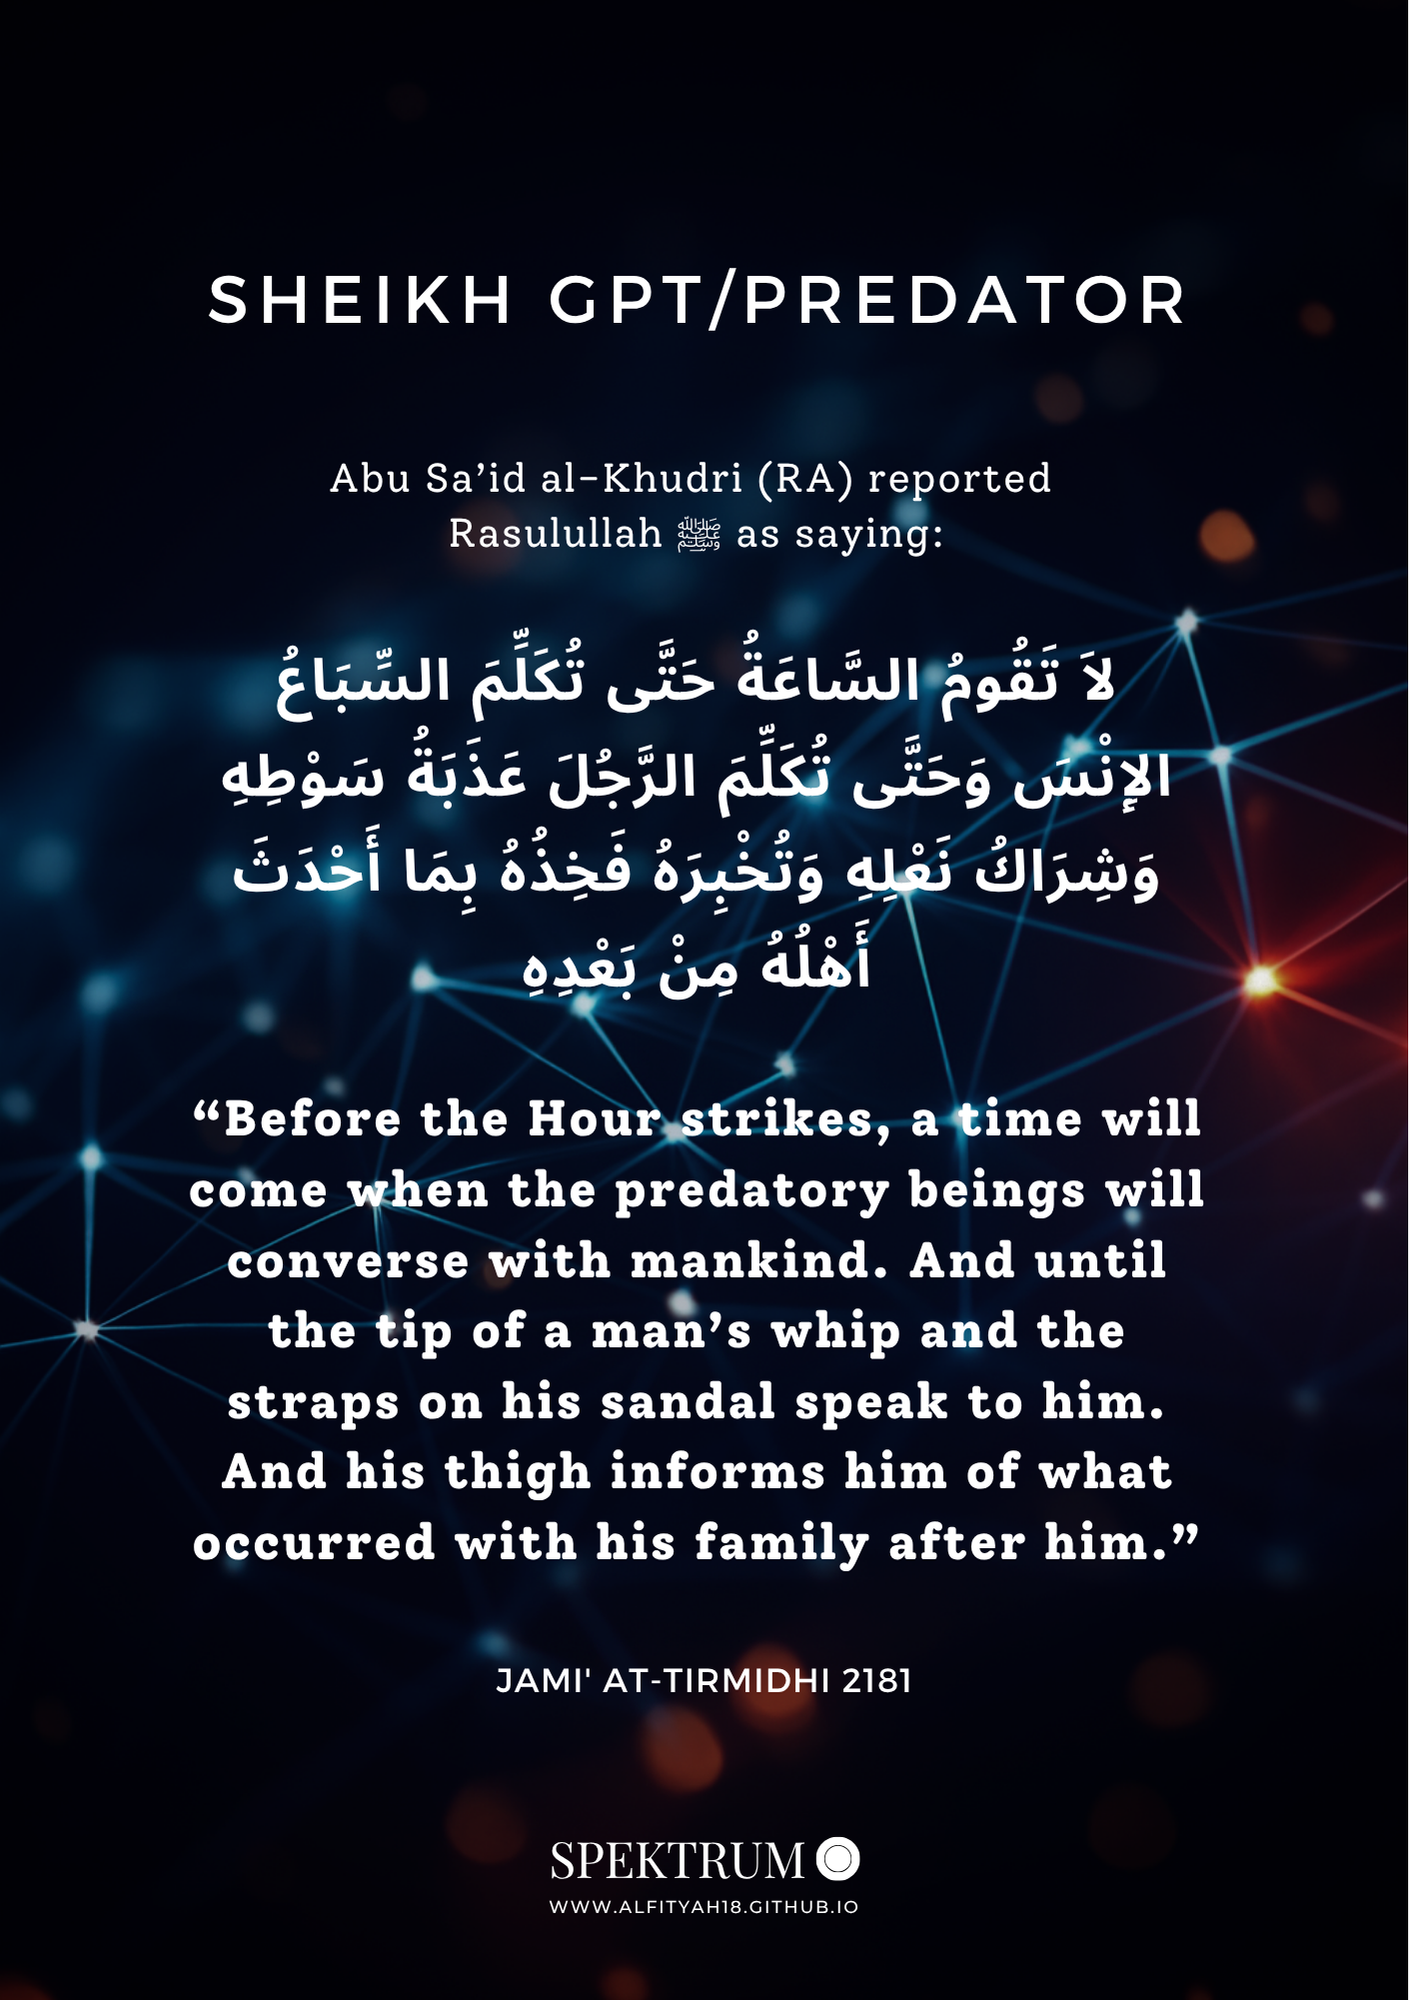 SHEIKH GPT/PREDATOR
Abu Sa’id al-Khudri (RA) reported
Rasulullah ﷺ as saying:
لاَ تَقُومُ السَّاعَةُ حَتَّى تُكَلِّمَ السِّبَاعُ
الإِنْسَ وَحَتَّى تُكَلِّمَ الرَّجُلَ عَذَبَةُ سَوْطِهِ
وَشِرَاكُ نَعْلِهِ وَتُخْبِرَهُ فَخِذُهُ بِمَا أَحْدَثَ
أَهْلُهُ مِنْ بَعْدِهِ
“Before the Hour strikes, a time will
come when the predatory beings will
converse with mankind. And until
the tip of a man’s whip and the
straps on his sandal speak to him.
And his thigh informs him of what
occurred with his family after him.”
JAMI' AT-TIRMIDHI 2181
SPEKTRUM
WWW.ALFITYAH18.GITHUB.IO